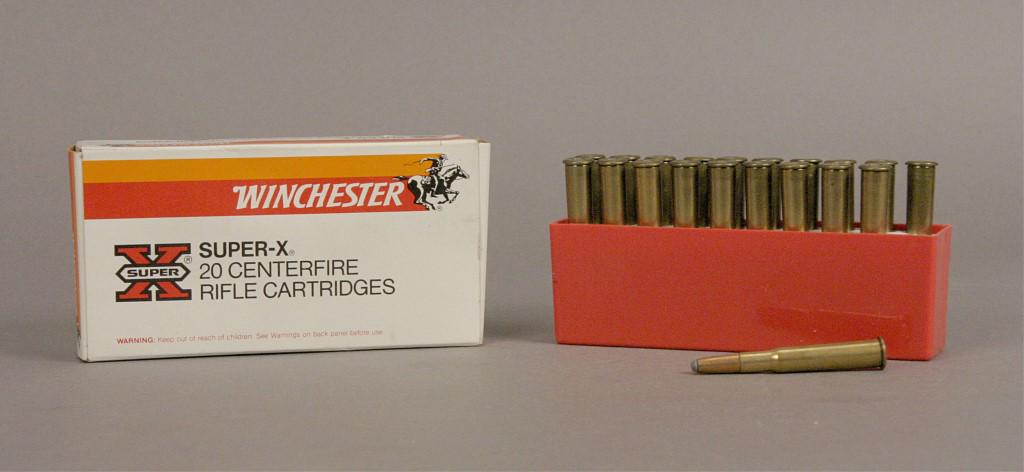 WINCHESTER
®
SUPER
®
SUPER-X®
20 CENTERFIRE
RIFLE CARTRIDGES
WARNING: Keep out of reach of children. See Warnings on back panel before use.